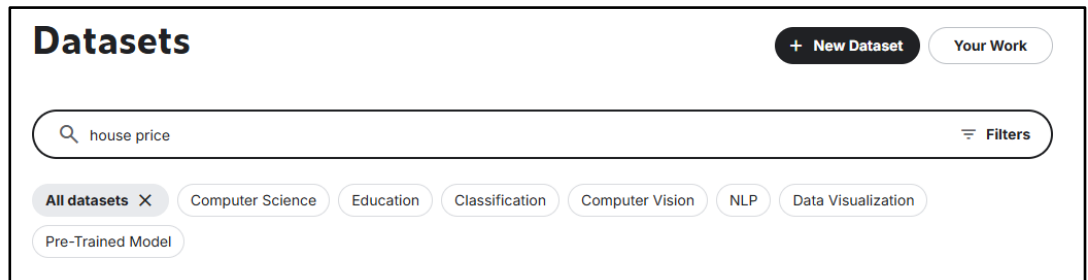 Datasets
+ New Dataset
Your Work
house price
Filters
All datasets X Computer Science Education Classification Computer Vision NLP Data Visualization
Pre-Trained Model